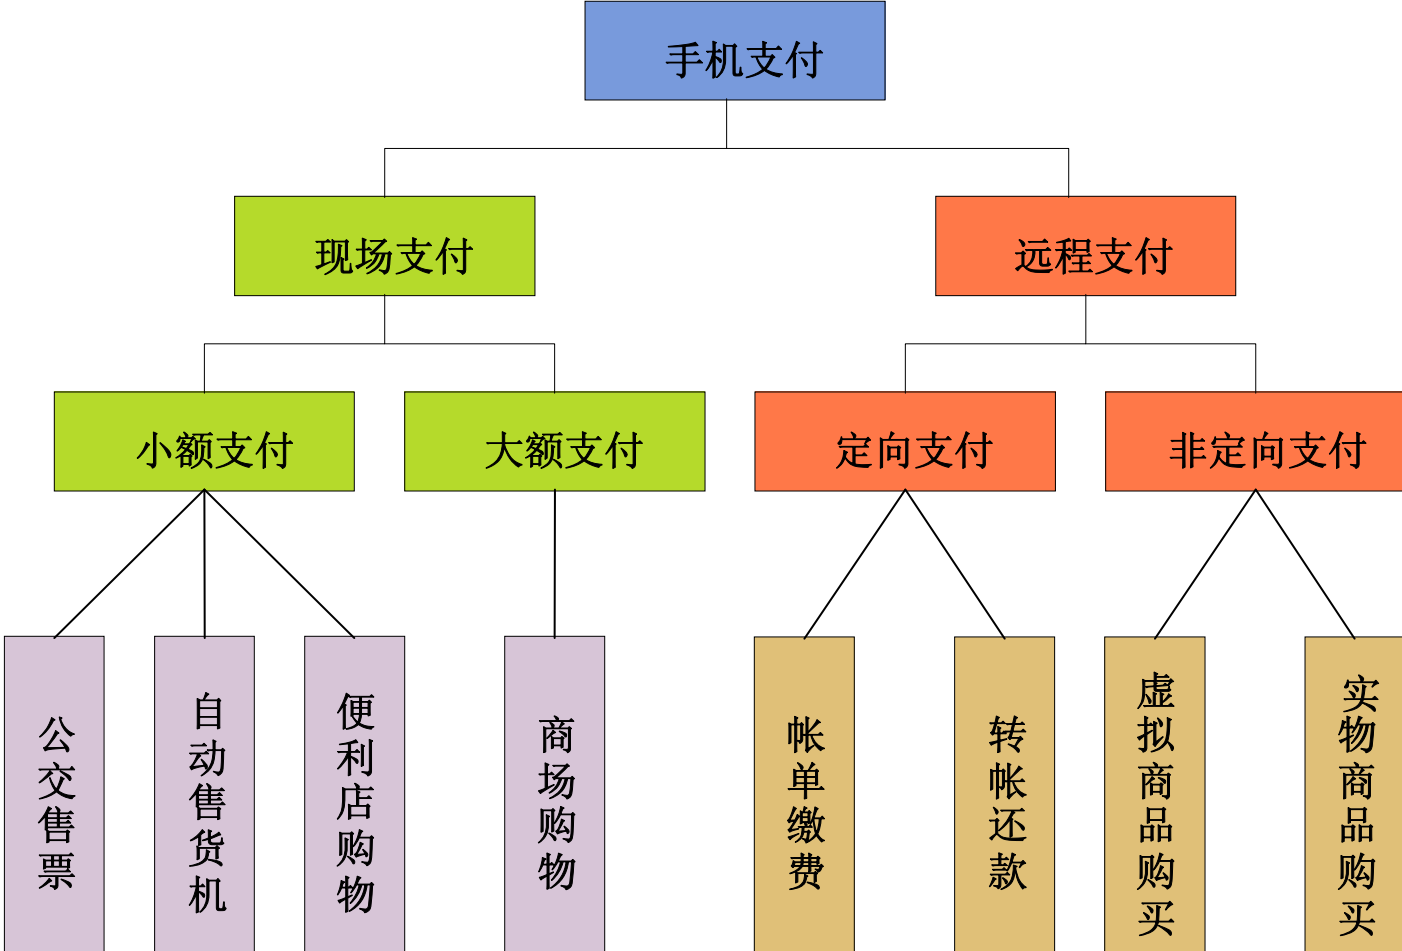 手机支付
现场支付
远程支付
小额支付
大额支付
定向支付
非定向支付
公交售票
自动售货机
便利店购物
商场购物
帐单缴费
转帐还款
虚拟商品购买
实物商品购买